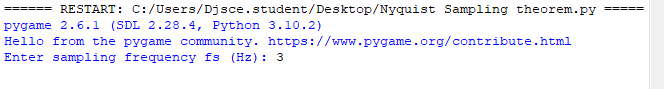 ====== RESTART: C:/Users/Djsce.student/Desktop/Nyquist Sampling theorem.py =====
pygame 2.6.1 (SDL 2.28.4, Python 3.10.2)
Hello from the pygame community. https://www.pygame.org/contribute.html
Enter sampling frequency fs (Hz): 3